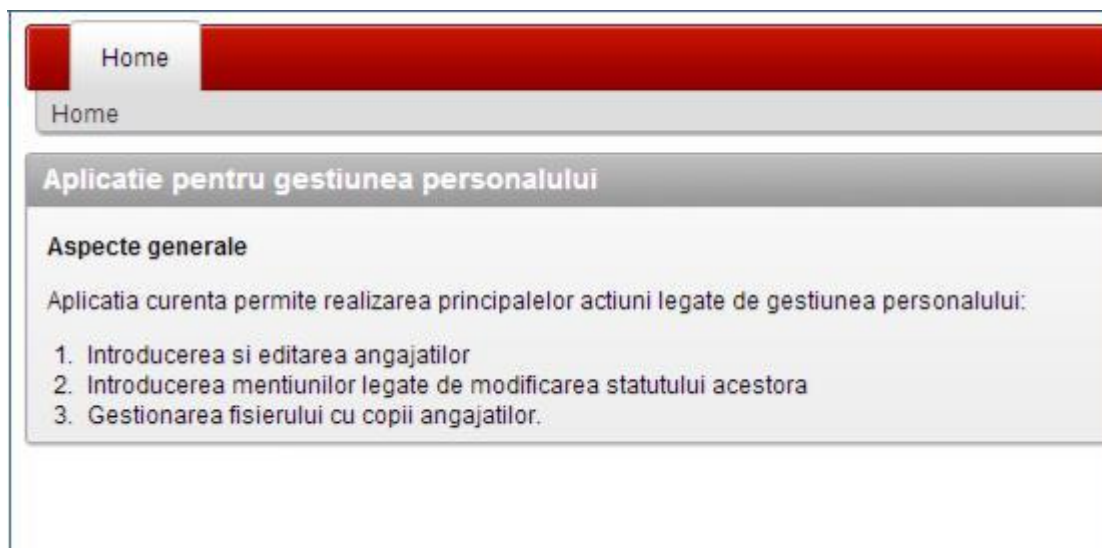 Home
Home
Aplicatie pentru gestiunea personalului
Aspecte generale
Aplicatia curenta permite realizarea principalelor actiuni legate de gestiunea personalului:
1. Introducerea si editarea angajatilor
2. Introducerea mentiunilor legate de modificarea statutului acestora
3. Gestionarea fisierului cu copii angajatilor.